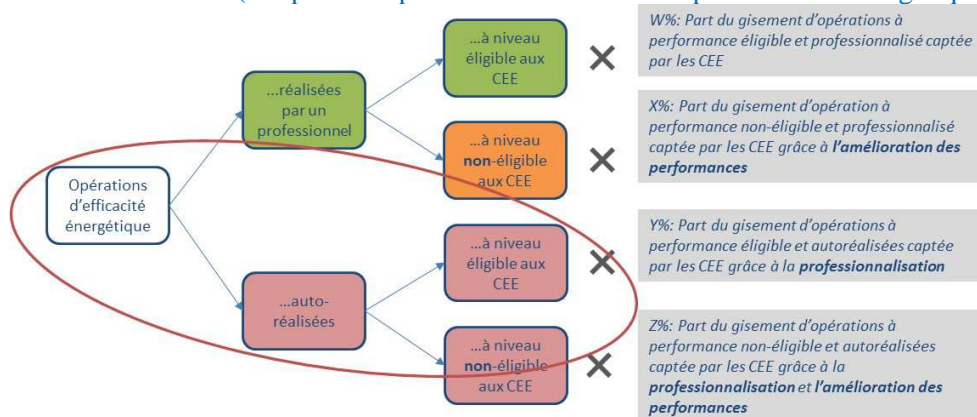 W%: Part du gisement d'opérations à
performance éligible et professionnalisé captée
par les CEE
...à niveau
éligible aux
CEE
...réalisées
par un
professionnel
X%: Part du gisement d'opération à
performance non-éligible et professionnalisé
captée par les CEE grâce à l'amélioration des
performances
...à niveau
non-éligible
aux CEE
Opérations
d'efficacité
énergétique
Y%: Part du gisement d'opérations à
performance éligible et autoréalisées captée
par les CEE grâce à la professionnalisation
...à niveau
éligible aux
CEE
...auto-
réalisées
Z%: Part du gisement d'opérations à
performance non-éligible et autoréalisées
captée par les CEE grâce à la
professionnalisation et l'amélioration des
performances
...à niveau
non-éligible
aux CEE